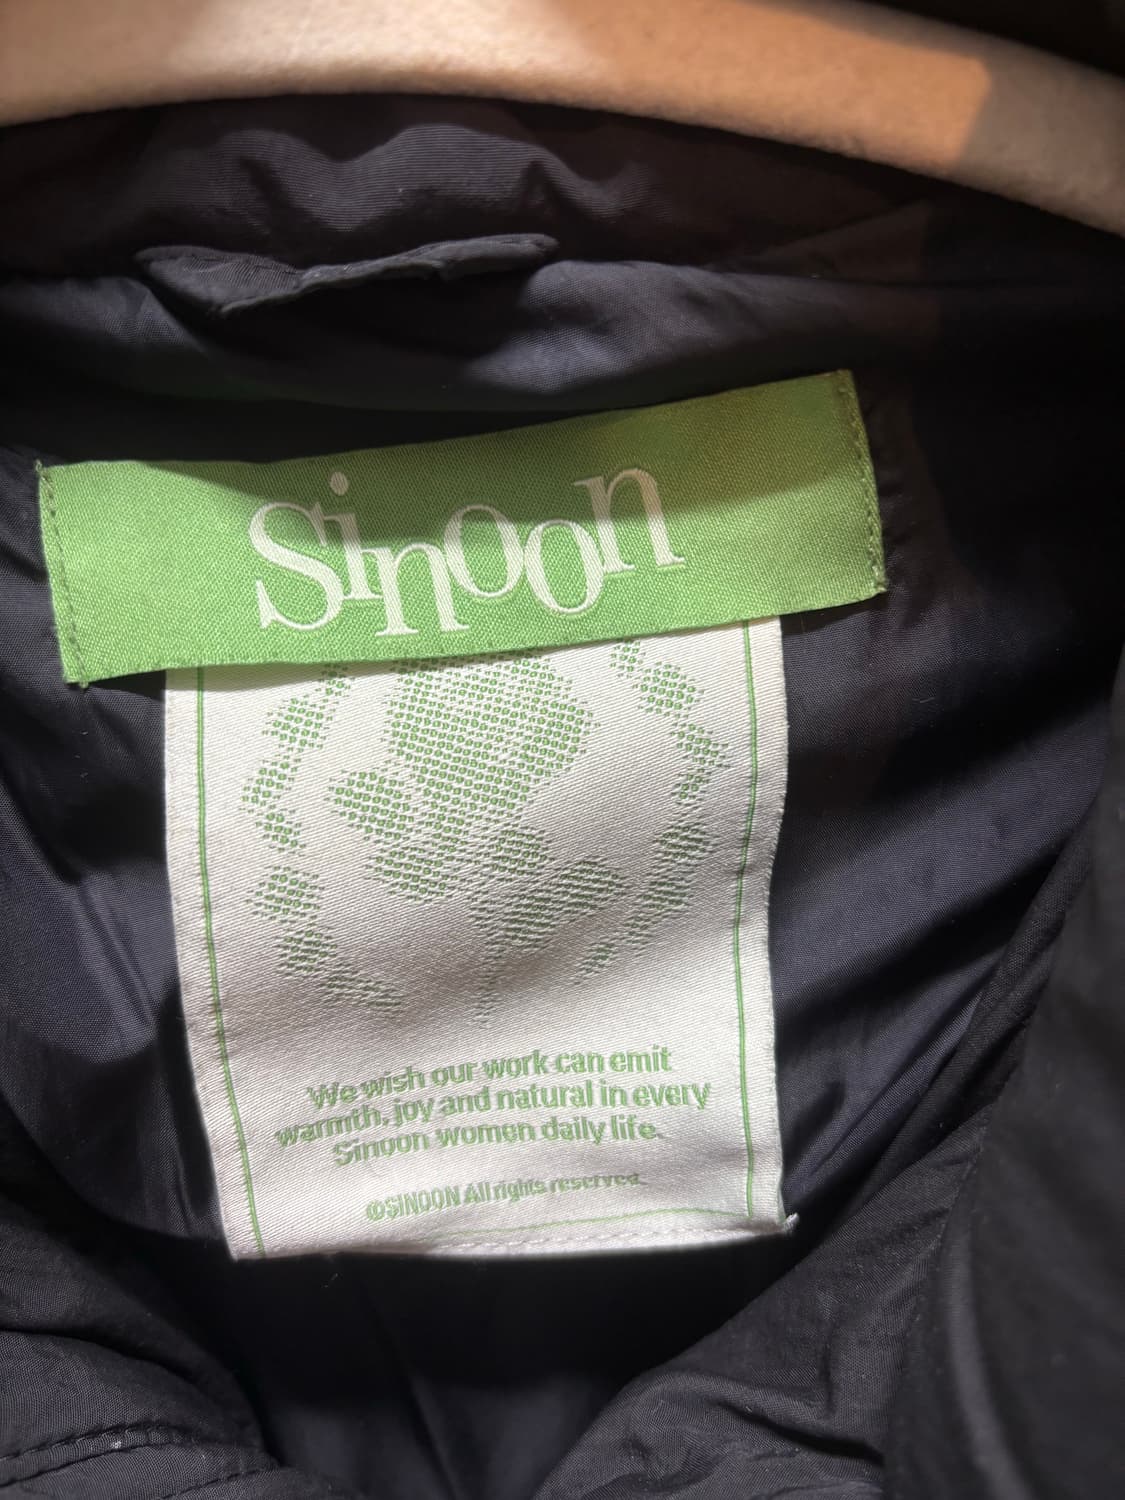 Sinoon
We wish our work can emit
warmth, joy and natural in every
Sinoon women daily life.
©SINOON All rights reserved.